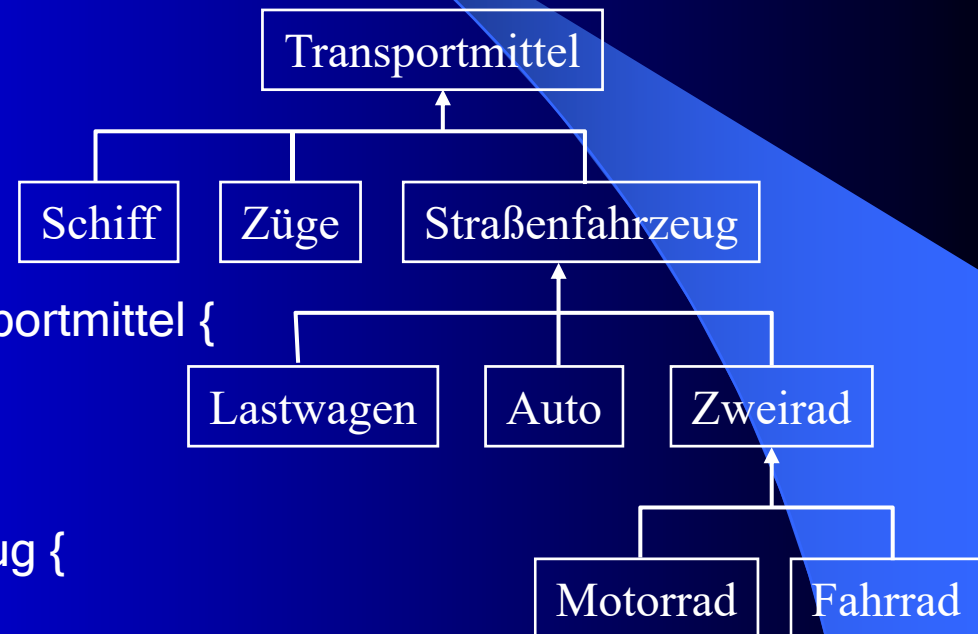 Transportmittel
Schiff Züge Straßenfahrzeug
portmittel {
Lastwagen Auto Zweirad
ug {
Motorrad Fahrrad